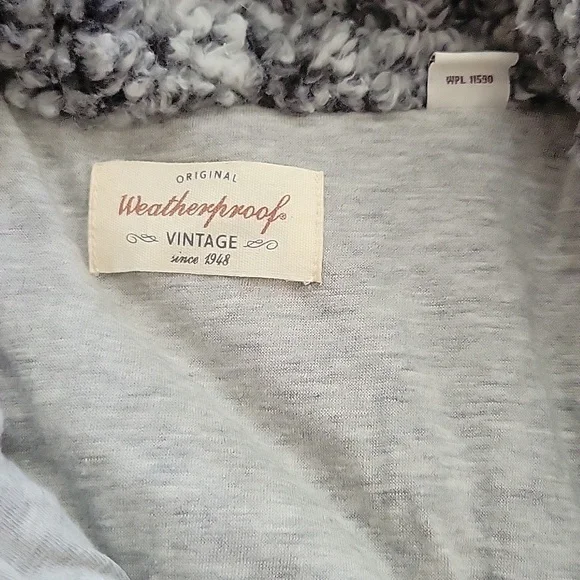 WPL 11590
ORIGINAL
Weatherproof®
VINTAGE
since 1948